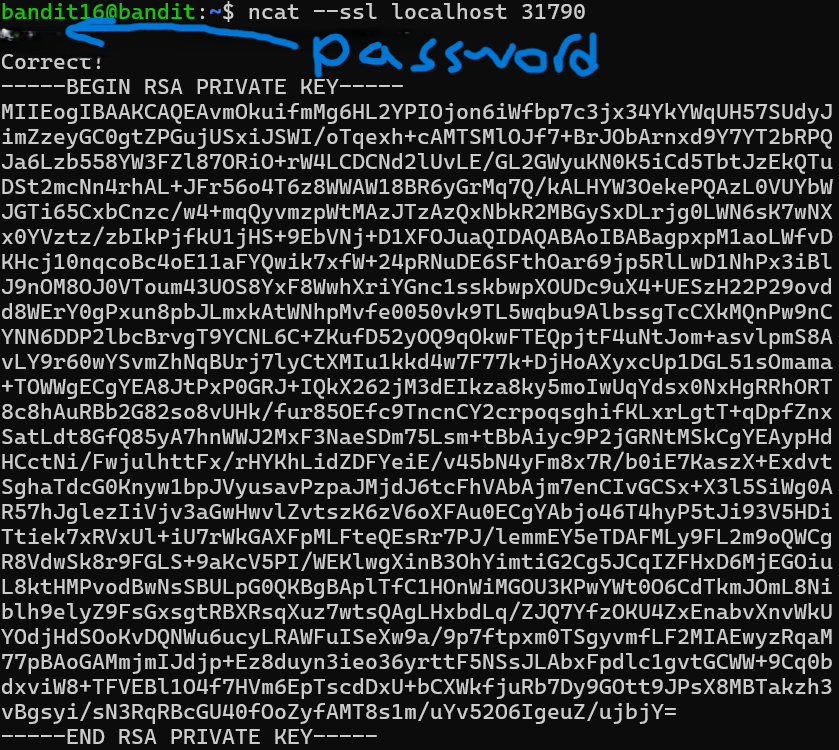 bandit16@bandit:~$ ncat --ssl localhost 31790
password
Correct!
-----BEGIN RSA PRIVATE KEY-----
MIIEogIBAAKCAQEAvmOkuifmMg6HL2YPIOjon6iWfbp7c3jx34YkYWqUH57SUdyJ
imZzeyGC0gtZPGujUSxiJSWI/oTqexh+cAMTSMlOJf7+BrJObArnxd9Y7YT2bRPQ
Ja6Lzb558YW3FZl87ORiO+rW4LCDCNd2lUvLE/GL2GWyuKN0K5iCd5TbtJzEkQTu
DSt2mcNn4rhAL+JFr56o4T6z8WWAW18BR6yGrMq7Q/kALHYW3OekePQAzL0VUYbW
JGTi65CxbCnzc/w4+mqQyvmzpWtMAzJTzAzQxNbkR2MBGySxDLrjg0LWN6sK7wNX
x0YVztz/zbIkPjfkU1jHS+9EbVNj+D1XFOJuaQIDAQABAoIBABagpxpM1aoLWfvD
KHcj10nqcoBc4oE11aFYQwik7xfW+24pRNuDE6SFthOar69jp5RlLwD1NhPx3iBl
J9nOM8OJ0VToum43UOS8YxF8WwhXriYGnc1sskbwpXOUDc9uX4+UESzH22P29ovd
d8WErY0gPxun8pbJLmxkAtWNhpMvfe0050vk9TL5wqbu9AlbssgTcCXkMQnPw9nC
YNN6DDP2lbcBrvgT9YCNL6C+ZKufD52yOQ9qOkwFTEQpjtF4uNtJom+asvlpmS8A
vLY9r60wYSvmZhNqBUrj7lyCtXMIu1kkd4w7F77k+DjHoAXyxcUp1DGL51sOmama
+TOWWgECgYEA8JtPxP0GRJ+IQkX262jM3dEIkza8ky5moIwUqYdsx0NxHgRRhORT
8c8hAuRBb2G82so8vUHk/fur85OEfc9TncnCY2crpoqsghifKLxrLgtT+qDpfZnx
SatLdt8GfQ85yA7hnWWJ2MxF3NaeSDm75Lsm+tBbAiyc9P2jGRNtMSkCgYEAypHd
HCctNi/FwjulhttFx/rHYKhLidZDFYeiE/v45bN4yFm8x7R/b0iE7KaszX+Exdvt
SghaTdcG0Knyw1bpJVyusavPzpaJMjdJ6tcFhVAbAjm7enCIvGCSx+X3l5SiWg0A
R57hJglezIiVjv3aGwHwvlZvtszK6zV6oXFAu0ECgYAbjo46T4hyP5tJi93V5HDi
Ttiek7xRVxUl+iU7rWkGAXFpMLFteQEsRr7PJ/lemmEY5eTDAFMLy9FL2m9oQWCg
R8VdwSk8r9FGLS+9aKcV5PI/WEKlwgXinB3OhYimtiG2Cg5JCqIZFHxD6MjEGOiu
L8ktHMPvodBwNsSBULpG0QKBgBAplTfC1HOnWiMGOU3KPwYWt0O6CdTkmJOmL8Ni
blh9elyZ9FsGxsgtRBXRsqXuz7wtsQAgLHxbdLq/ZJQ7YfzOKU4ZxEnabvXnvWkU
YOdjHdSOoKvDQNWu6ucyLRAWFuISeXw9a/9p7ftpxm0TSgyvmfLF2MIAEwyzRqaM
77pBAoGAMmjmIJdjp+Ez8duyn3ieo36yrttF5NSsJLAbxFpdlc1gvtGCWW+9Cq0b
dxviW8+TFVEBl1O4f7HVm6EpTscdDxU+bCXWkfjuRb7Dy9GOtt9JPsX8MBTakzh3
vBgsyi/sN3RqRBcGU40fOoZyfAMT8s1m/uYv52O6IgeuZ/ujbjY=
-----END RSA PRIVATE KEY-----